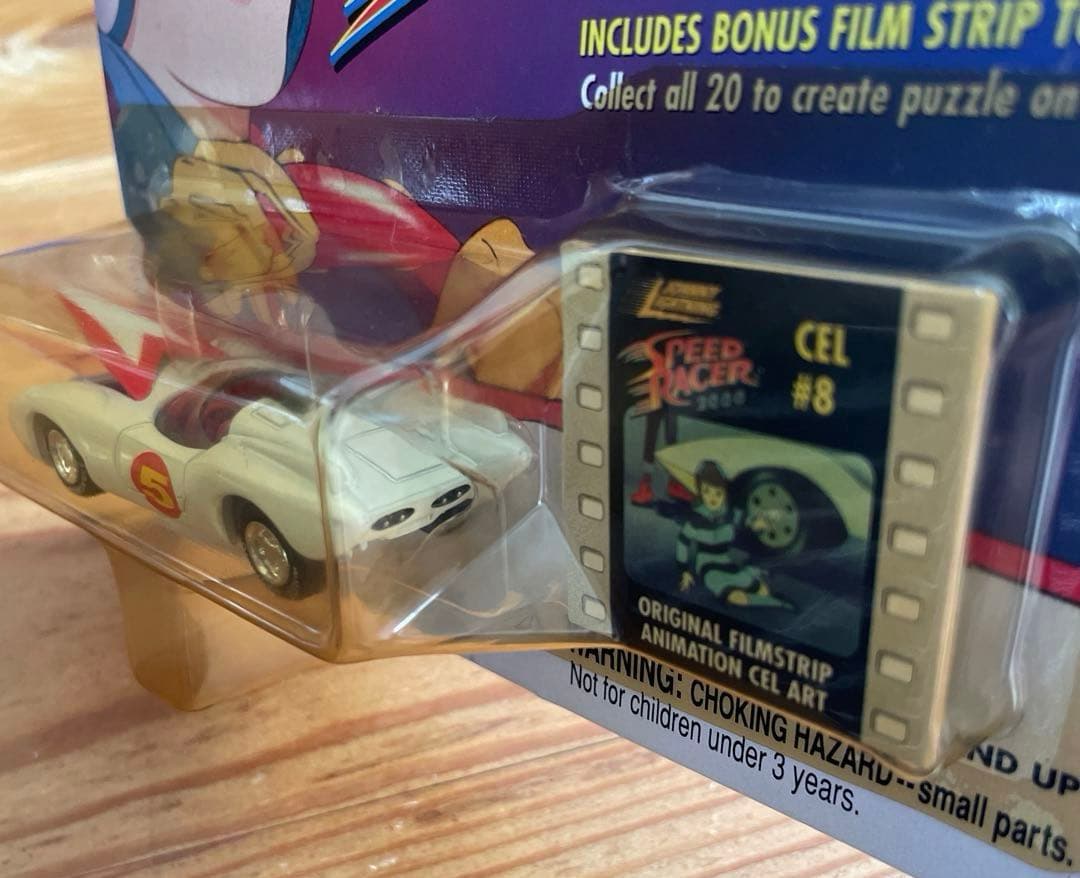 INCLUDES BONUS FILM STRIP
Collect all 20 to create puzzle on
JOHNNY
LIGHTNING
SPEED
RACER
2000
CEL
#8
5
M
ORIGINAL FILMSTRIP
ANIMATION CEL ART
WARNING: CHOKING HAZARD--small parts.
Not for children under 3 years.
ND UP